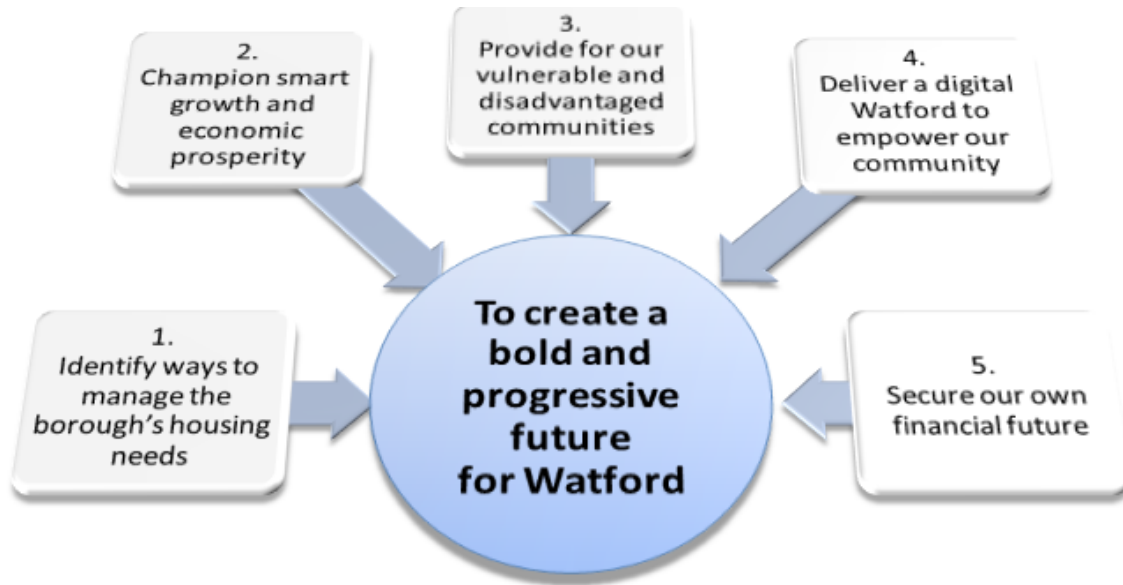 1.
Identify ways to
manage the
borough’s housing
needs
2.
Champion smart
growth and
economic
prosperity
3.
Provide for our
vulnerable and
disadvantaged
communities
4.
Deliver a digital
Watford to
empower our
community
5.
Secure our own
financial future
To create a
bold and
progressive
future
for Watford